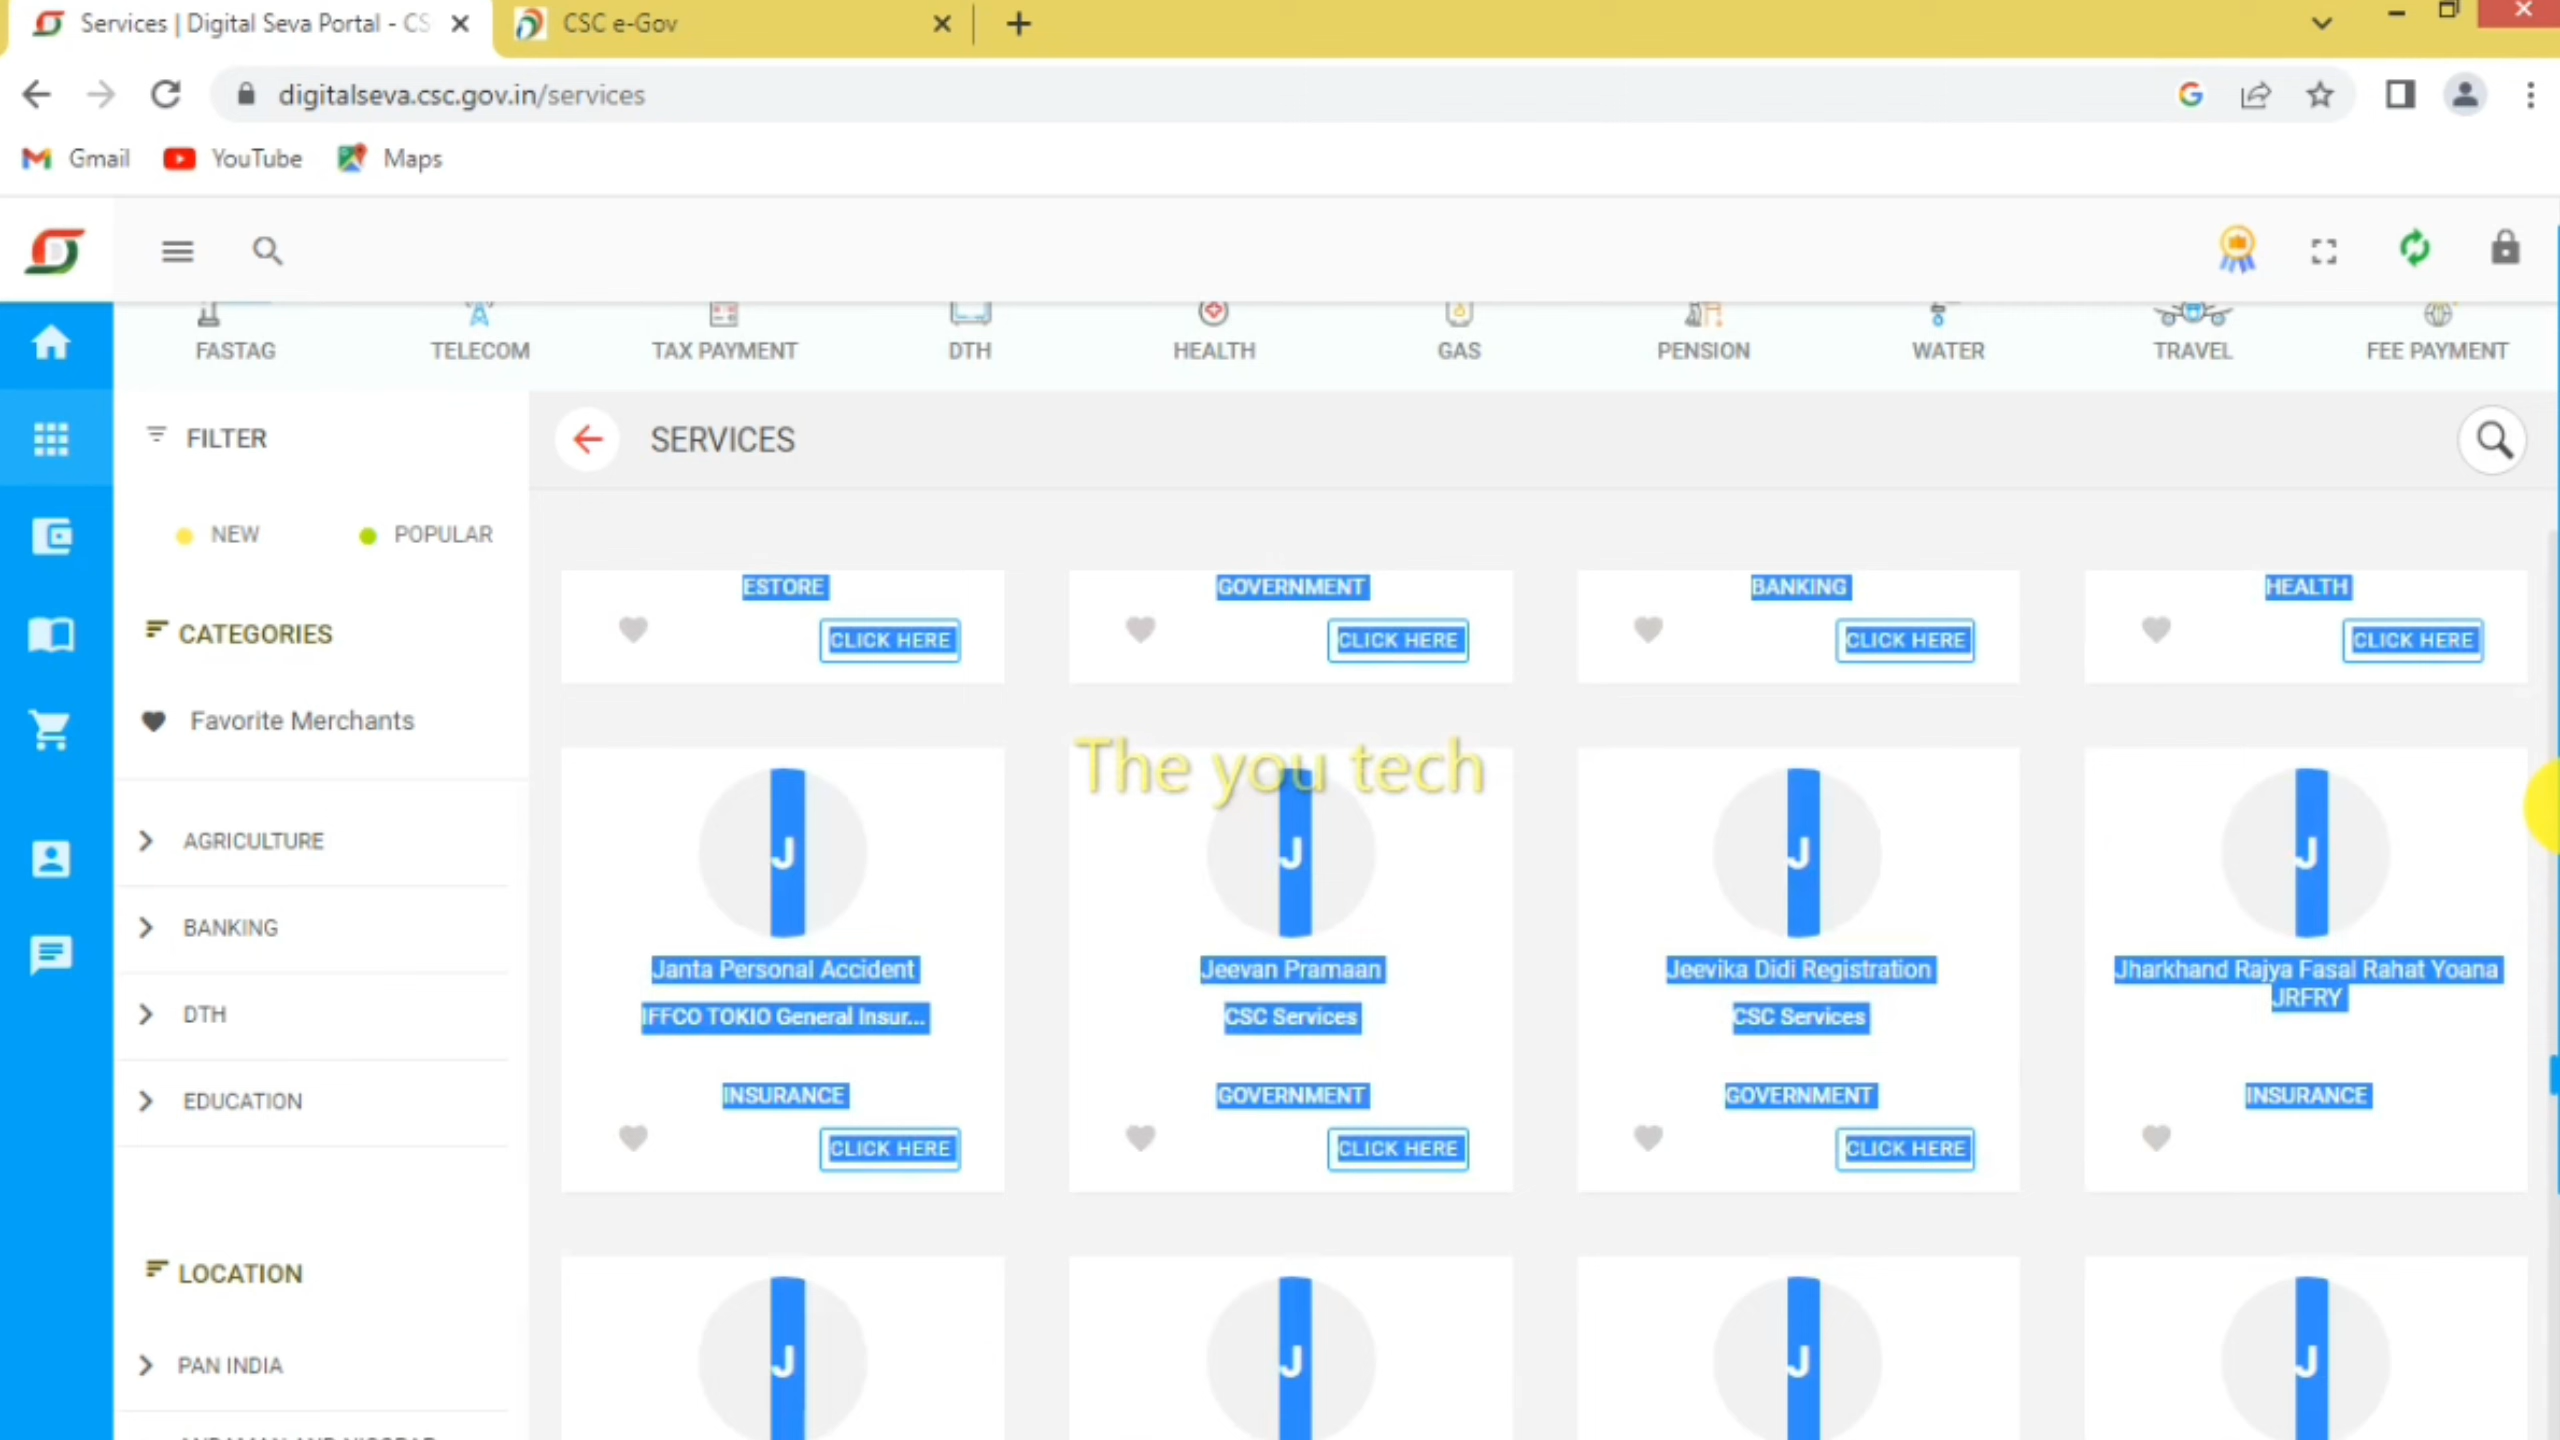 Services | Digital Seva Portal - CS
CSC e-Gov
digitalseva.csc.gov.in/services
Gmail
YouTube
Maps
FASTAG
TELECOM
TAX PAYMENT
DTH
HEALTH
GAS
PENSION
WATER
TRAVEL
FEE PAYMENT
FILTER
NEW
POPULAR
CATEGORIES
Favorite Merchants
AGRICULTURE
BANKING
DTH
EDUCATION
LOCATION
PAN INDIA
SERVICES
ESTORE
CLICK HERE
GOVERNMENT
CLICK HERE
BANKING
CLICK HERE
HEALTH
CLICK HERE
The you tech
J
Janta Personal Accident
IFFCO TOKIO General Insur...
INSURANCE
CLICK HERE
J
Jeevan Pramaan
CSC Services
GOVERNMENT
CLICK HERE
J
Jeevika Didi Registration
CSC Services
GOVERNMENT
CLICK HERE
J
Jharkhand Rajya Fasal Rahat Yoana
JRFRY
INSURANCE
J
J
J
J